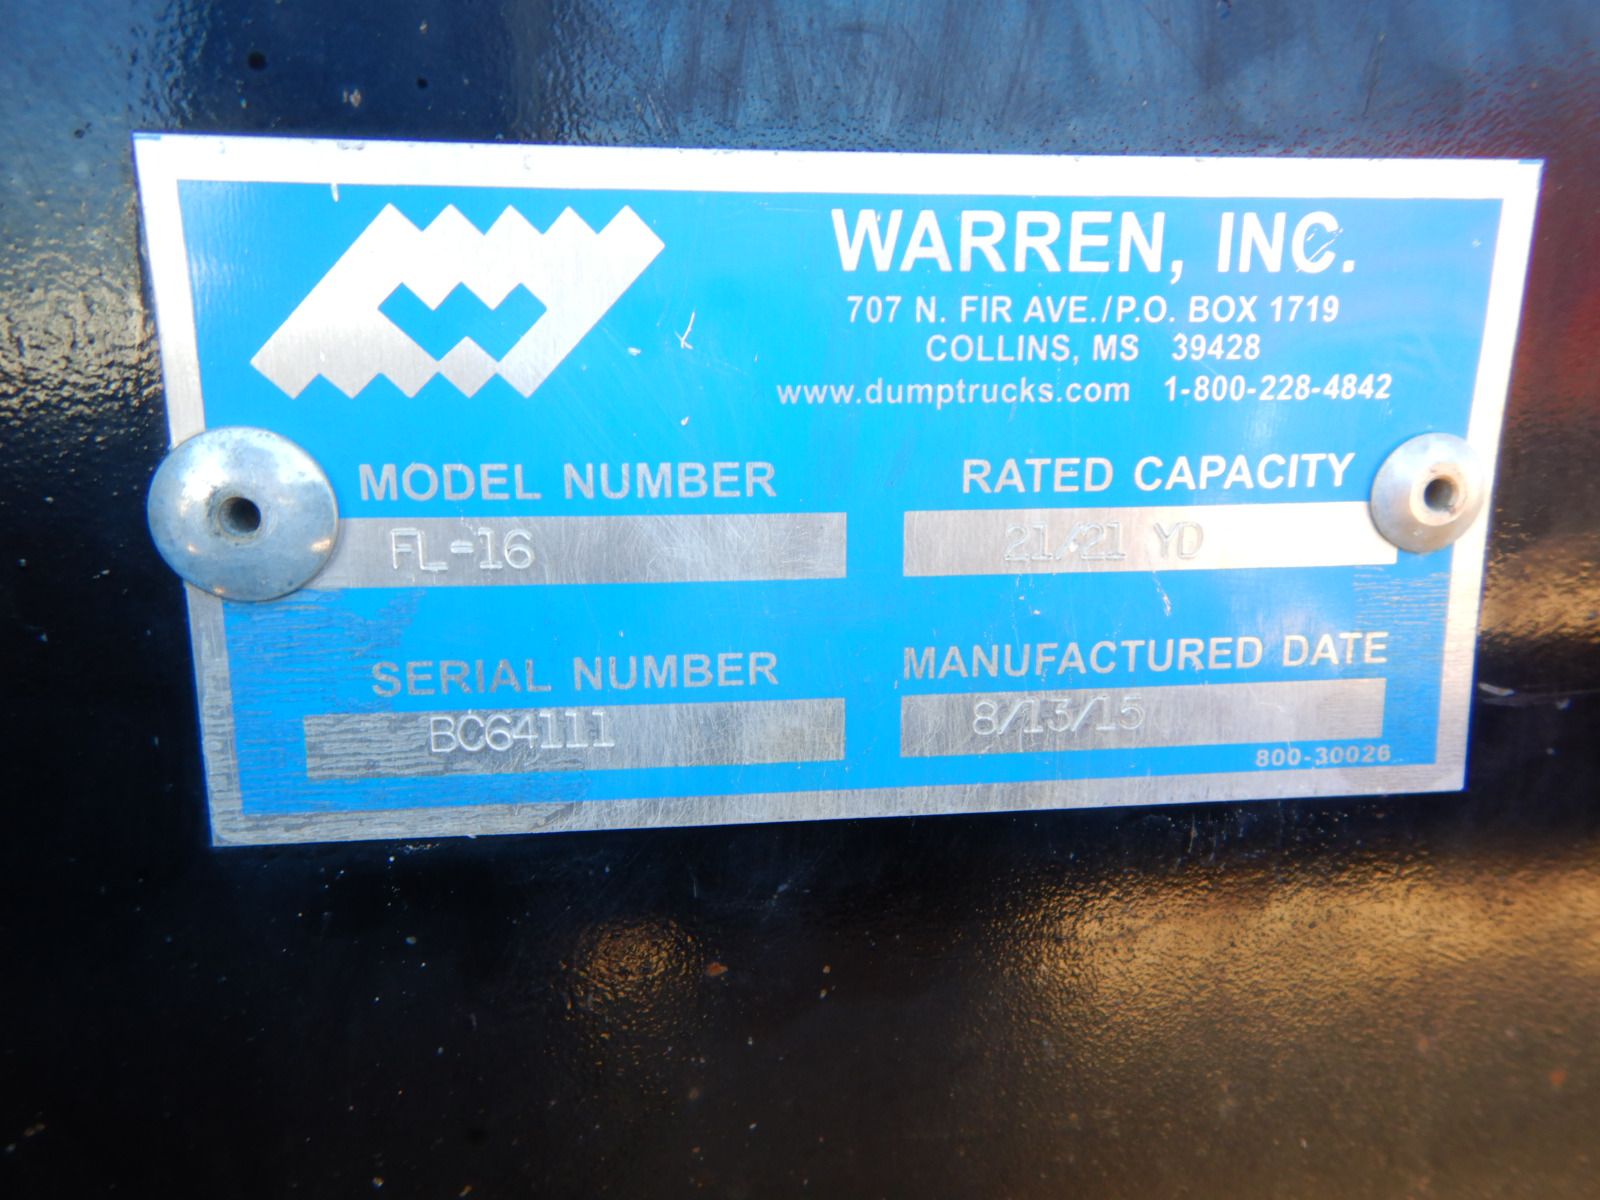 WARREN, INC.
707 N. FIR AVE./P.O. BOX 1719
COLLINS, MS 39428
www.dumptrucks.com 1-800-228-4842
MODEL NUMBER
FL-16
RATED CAPACITY
21/21 YD
SERIAL NUMBER
BC64111
MANUFACTURED DATE
8/13/15
800-30026